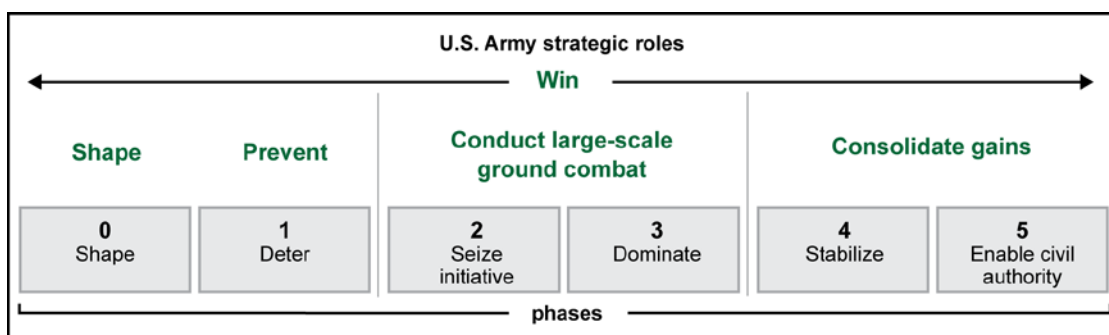 U.S. Army strategic roles
Win
Shape
Prevent
Conduct large-scale
ground combat
Consolidate gains
0
Shape
1
Deter
2
Seize
initiative
3
Dominate
4
Stabilize
5
Enable civil
authority
phases